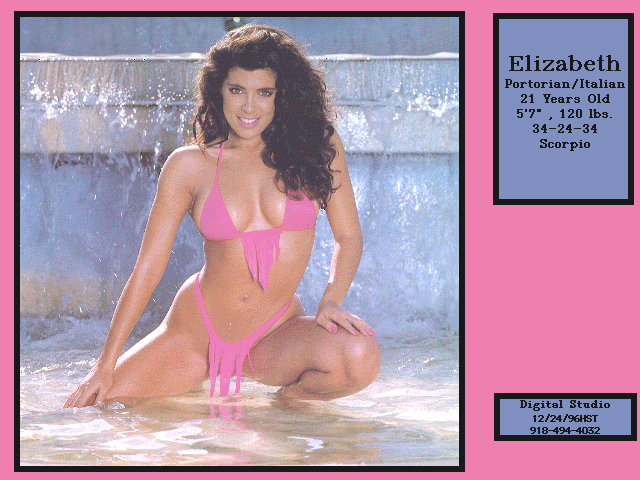 Elizabeth
Portorian/Italian
21 Years Old
5'7" , 120 lbs.
34-24-34
Scorpio
Digital Studio
12/24/96HST
918-494-4032